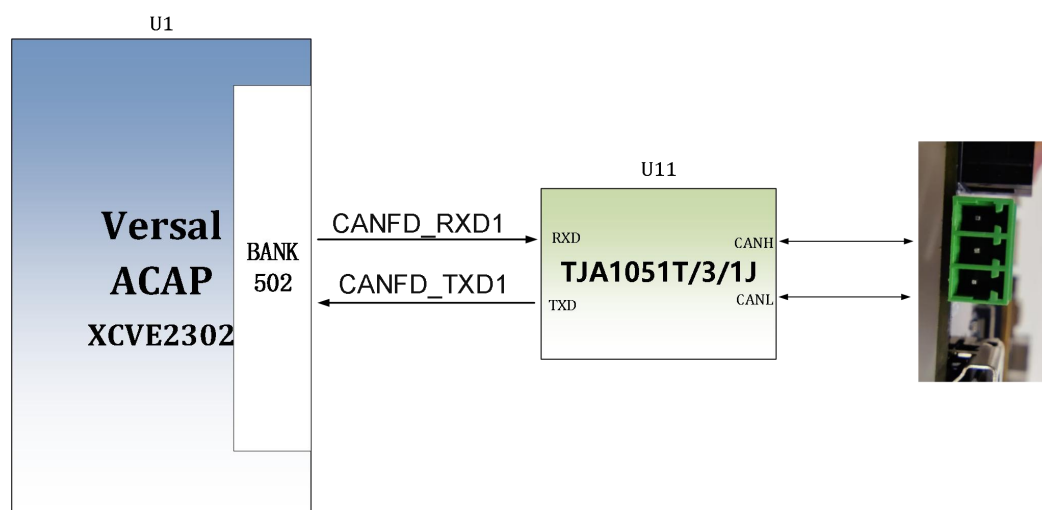 U1
Versal
ACAP
XCVE2302
BANK
502
CANFD_RXD1
CANFD_TXD1
U11
RXD
CANH
TJA1051T/3/1J
TXD
CANL